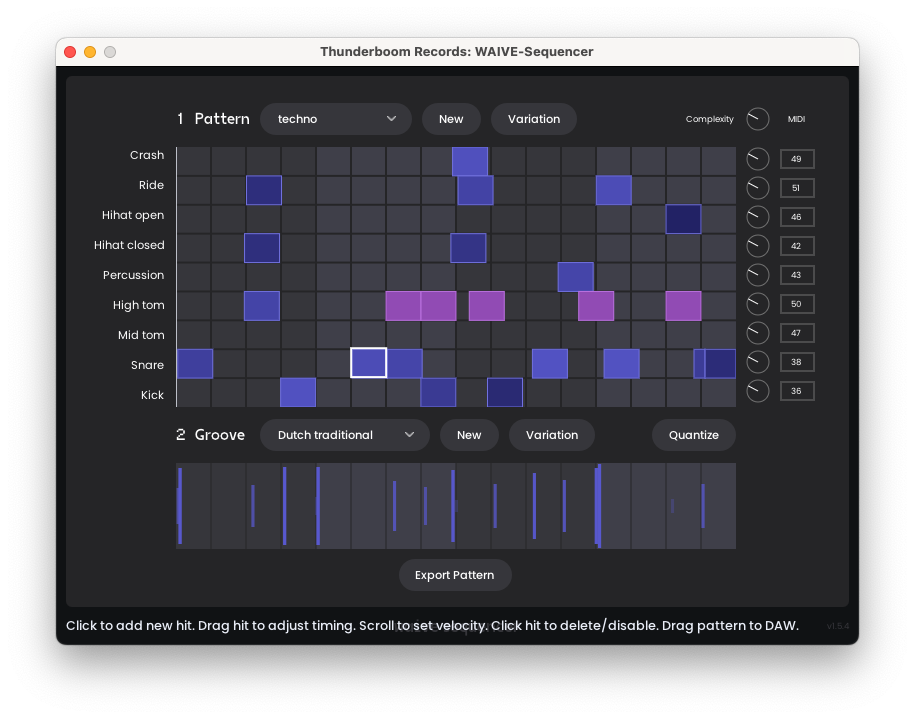 Thunderboom Records: WAIVE-Sequencer
1 Pattern techno New Variation Complexity MIDI
Crash 49
Ride 51
Hihat open 46
Hihat closed 42
Percussion 43
High tom 50
Mid tom 47
Snare 38
Kick 36
2 Groove Dutch traditional New Variation Quantize
Export Pattern
Click to add new hit. Drag hit to adjust timing. Scroll to set velocity. Click hit to delete/disable. Drag pattern to DAW. v1.5.4